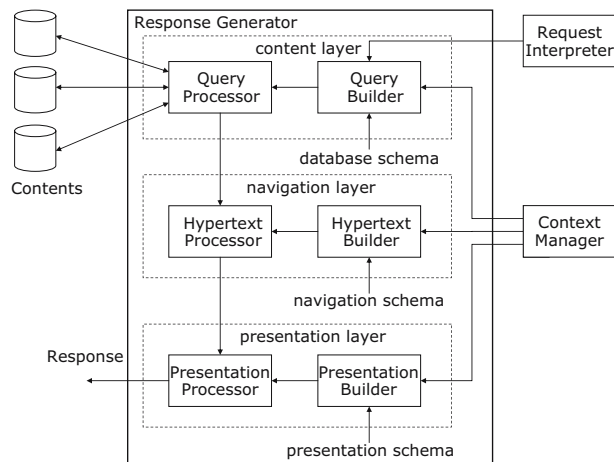 Response Generator
content layer
Request
Interpreter
Query
Processor
Query
Builder
database schema
Contents
navigation layer
Hypertext
Processor
Hypertext
Builder
Context
Manager
navigation schema
presentation layer
Response
Presentation
Processor
Presentation
Builder
presentation schema